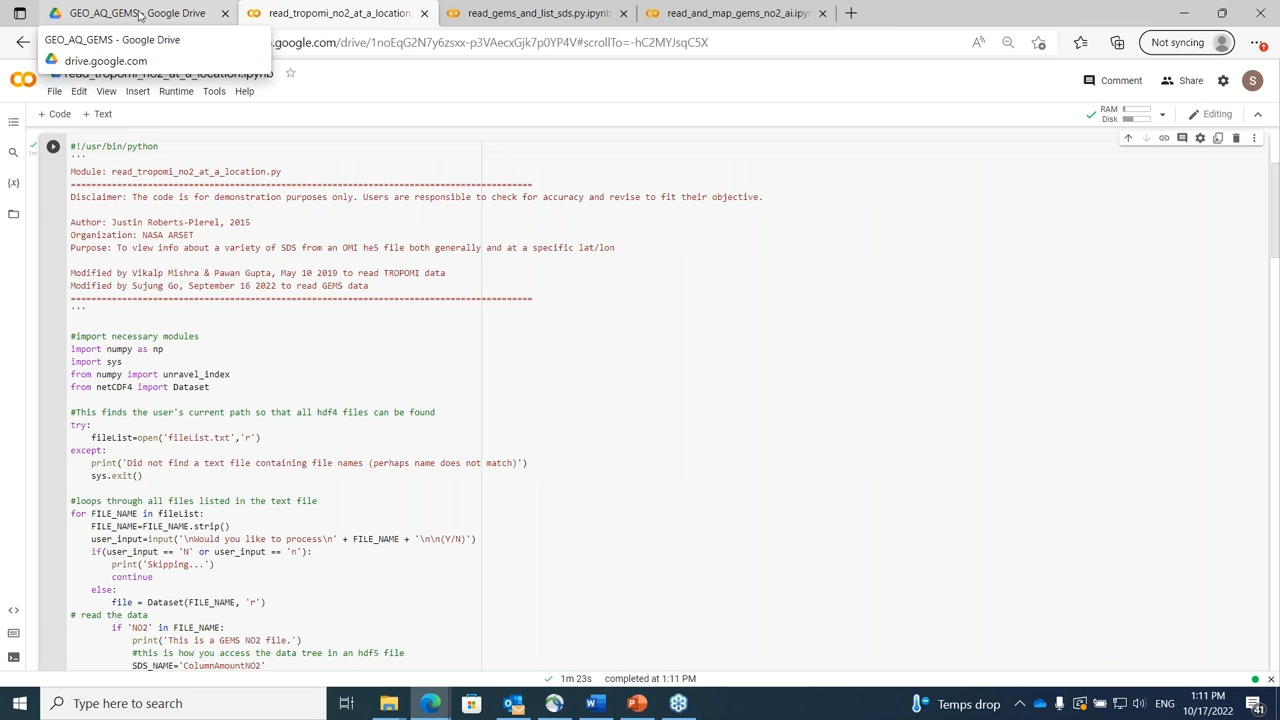 GEO_AQ_GEMS - Google Drive
read_tropomi_no2_at_a_location.
read_gems_and_list_sds.py.ipynb
read_and_map_gems_no2_ai.ipynb
GEO_AQ_GEMS - Google Drive
drive.google.com
.google.com/drive/1noEqG2N7y6zsxx-p3VAecxGjk7p0YP4V#scrollTo=-hC2MYJsqC5X
Not syncing
read_tropomi_no2_at_a_location.ipynb
File Edit View Insert Runtime Tools Help
Comment
Share
S
+ Code + Text
RAM
Disk
Editing
#!/usr/bin/python
'''
Module: read_tropomi_no2_at_a_location.py
==========================================================================================
Disclaimer: The code is for demonstration purposes only. Users are responsible to check for accuracy and revise to fit their objective.
Author: Justin Roberts-Pierel, 2015
Organization: NASA ARSET
Purpose: To view info about a variety of SDS from an OMI he5 file both generally and at a specific lat/lon
Modified by Vikalp Mishra & Pawan Gupta, May 10 2019 to read TROPOMI data
Modified by Sujung Go, September 16 2022 to read GEMS data
==========================================================================================
'''
#import necessary modules
import numpy as np
import sys
from numpy import unravel_index
from netCDF4 import Dataset
#This finds the user's current path so that all hdf4 files can be found
try:
fileList=open('fileList.txt','r')
except:
print('Did not find a text file containing file names (perhaps name does not match)')
sys.exit()
#loops through all files listed in the text file
for FILE_NAME in fileList:
FILE_NAME=FILE_NAME.strip()
user_input=input('\nWould you like to process\n' + FILE_NAME + '\n\n(Y/N)')
if(user_input == 'N' or user_input == 'n'):
print('Skipping...')
continue
else:
file = Dataset(FILE_NAME, 'r')
# read the data
if 'NO2' in FILE_NAME:
print('This is a GEMS NO2 file.')
#this is how you access the data tree in an hdf5 file
SDS_NAME='ColumnAmountNO2'
1m
1m 23s completed at 1:11 PM
Type here to search
Temps drop
ENG
1:11 PM
10/17/2022
41